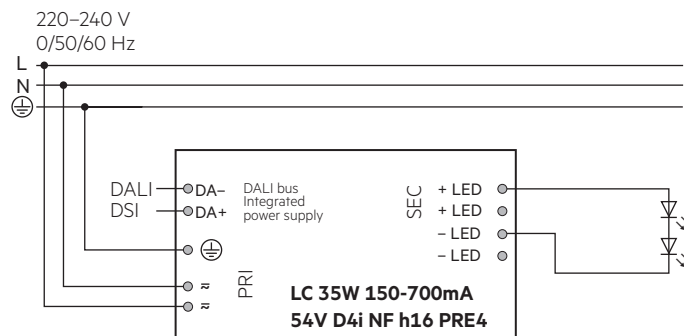 220–240 V
0/50/60 Hz
L
N
DALI
DA−
DALI bus
Integrated
power supply
DSI
DA+
PRI
SEC
+ LED
+ LED
− LED
− LED
≂
≂
LC 35W 150-700mA
54V D4i NF h16 PRE4